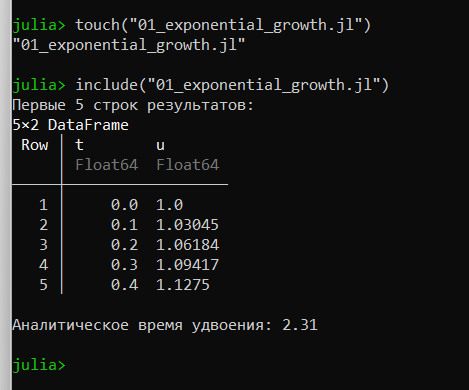 julia> touch("01_exponential_growth.jl")
"01_exponential_growth.jl"
julia> include("01_exponential_growth.jl")
Первые 5 строк результатов:
5×2 DataFrame
Row │ t u
│ Float64 Float64
1 │ 0.0 1.0
2 │ 0.1 1.03045
3 │ 0.2 1.06184
4 │ 0.3 1.09417
5 │ 0.4 1.1275
Аналитическое время удвоения: 2.31
julia>